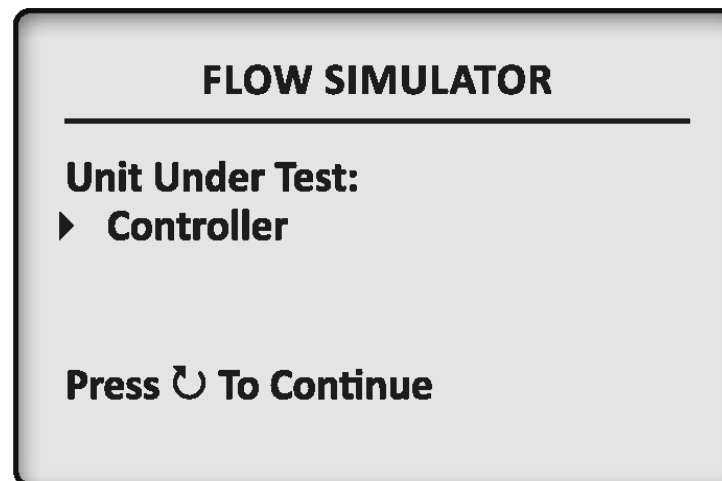 FLOW SIMULATOR
Unit Under Test:
Controller
Press ↻ To Continue